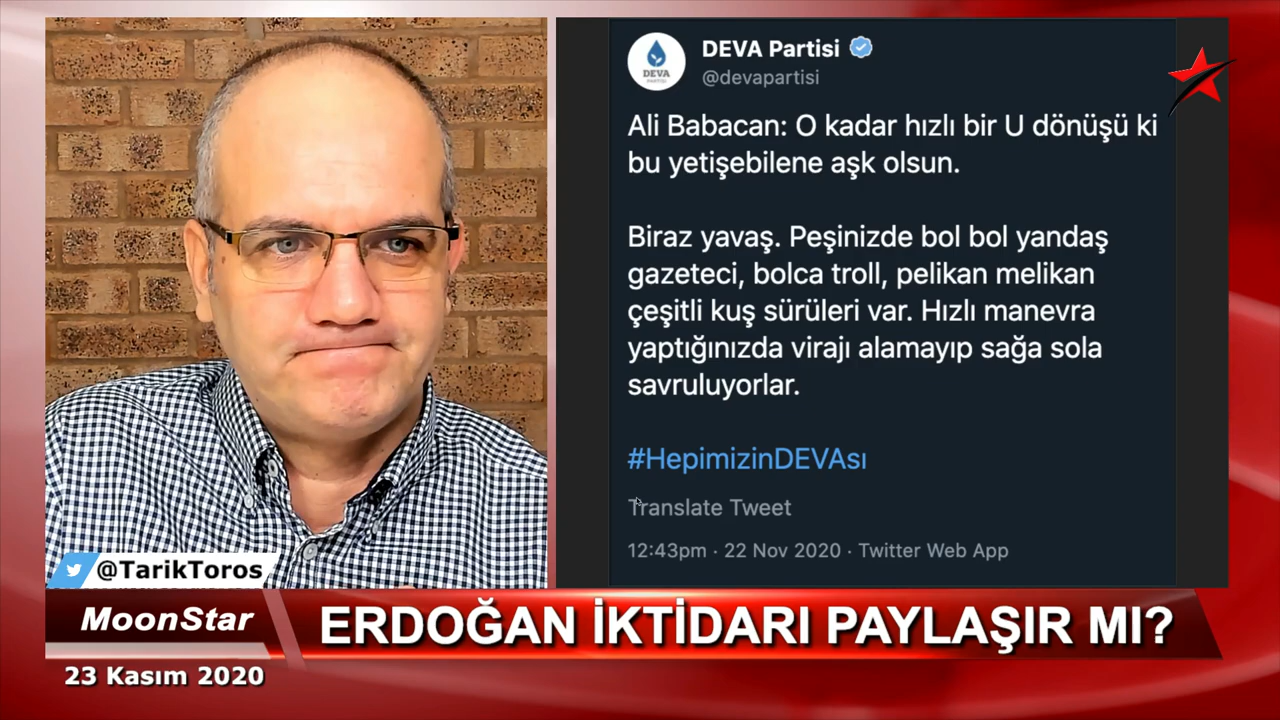 DEVA Partisi
@devapartisi
DEVA
PARTİSİ
Ali Babacan: O kadar hızlı bir U dönüşü ki
bu yetişebilene aşk olsun.
Biraz yavaş. Peşinizde bol bol yandaş
gazeteci, bolca troll, pelikan melikan
çeşitli kuş sürüleri var. Hızlı manevra
yaptığınızda virajı alamayıp sağa sola
savruluyorlar.
#HepimizinDEVAsı
Translate Tweet
12:43pm · 22 Nov 2020 · Twitter Web App
@TarikToros
MoonStar
ERDOĞAN İKTİDARI PAYLAŞIR MI?
23 Kasım 2020